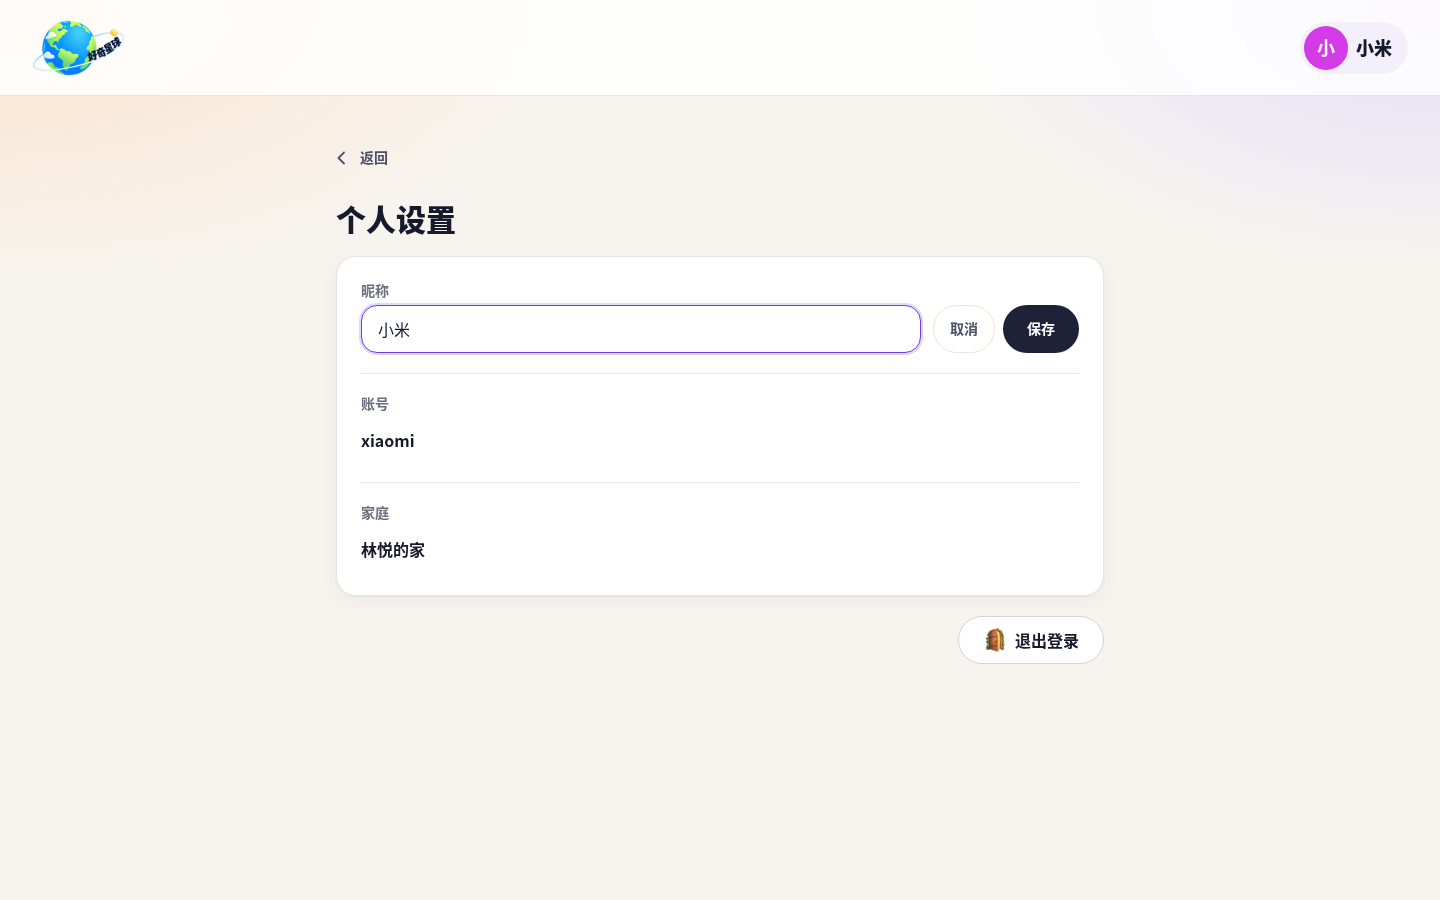 好奇星球
小 小米
返回
个人设置
昵称
小米 取消 保存
账号
xiaomi
家庭
林悦的家
退出登录